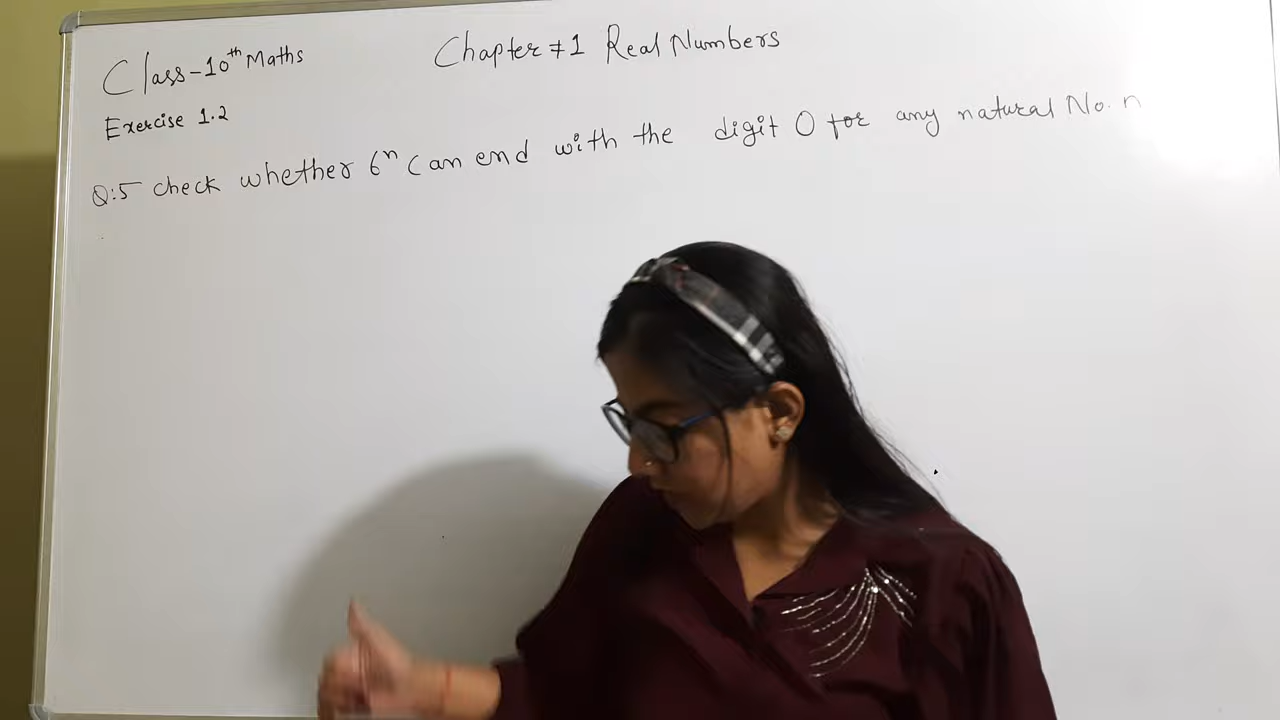 Class-10th Maths
Chapter #1 Real Numbers
Exercise 1.2
Q:5 check whether 6ⁿ Can end with the digit 0 for any natural No. n